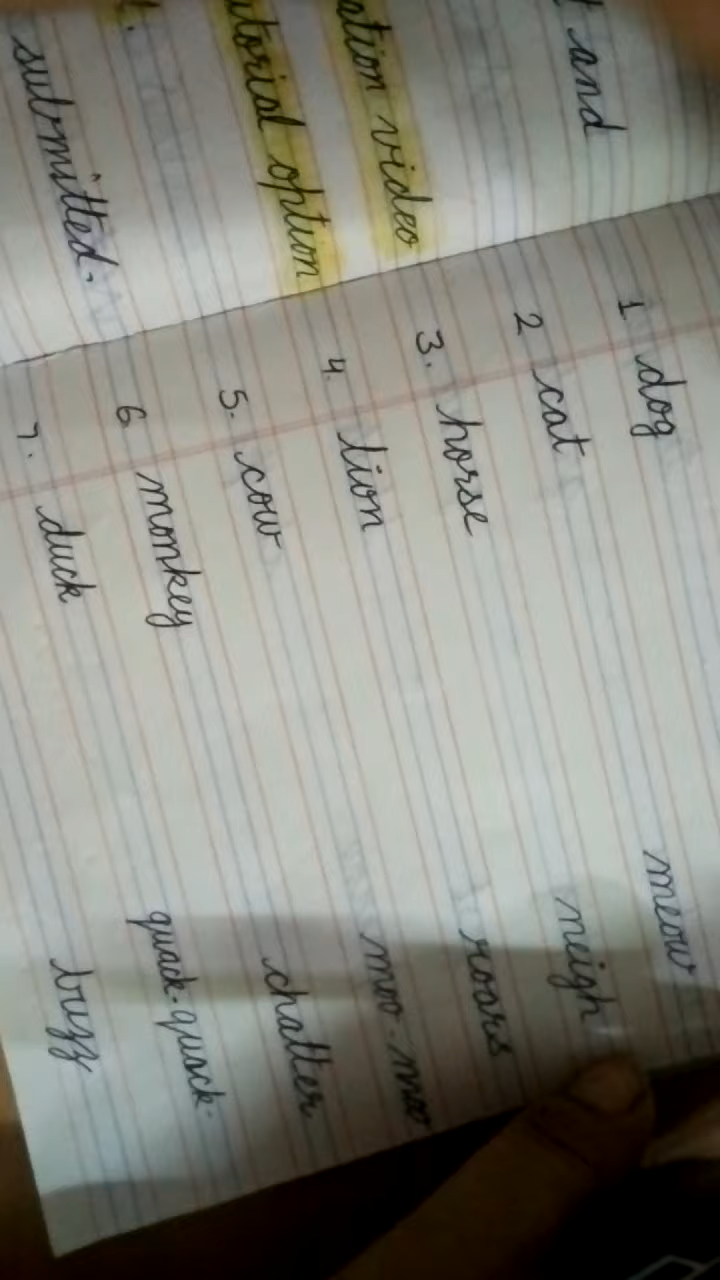 t and
ation video
utorial option
t.
submitted.
1. dog meow
2 cat neigh
3. horse roars
4. lion moo-moo
5. cow chatter
6 monkey quack-quack.
7. duck buzz